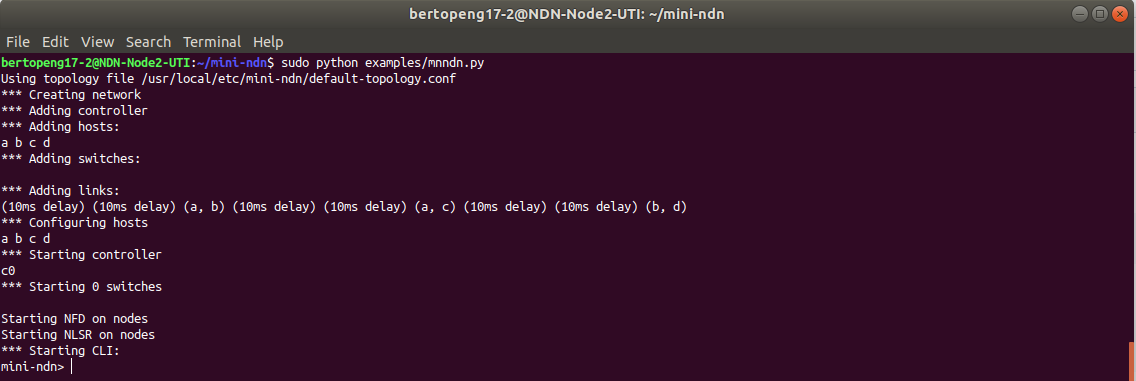 bertopeng17-2@NDN-Node2-UTI: ~/mini-ndn
File Edit View Search Terminal Help
bertopeng17-2@NDN-Node2-UTI:~/mini-ndn$ sudo python examples/mnndn.py
Using topology file /usr/local/etc/mini-ndn/default-topology.conf
*** Creating network
*** Adding controller
*** Adding hosts:
a b c d
*** Adding switches:
*** Adding links:
(10ms delay) (10ms delay) (a, b) (10ms delay) (10ms delay) (a, c) (10ms delay) (10ms delay) (b, d)
*** Configuring hosts
a b c d
*** Starting controller
c0
*** Starting 0 switches
Starting NFD on nodes
Starting NLSR on nodes
*** Starting CLI:
mini-ndn>